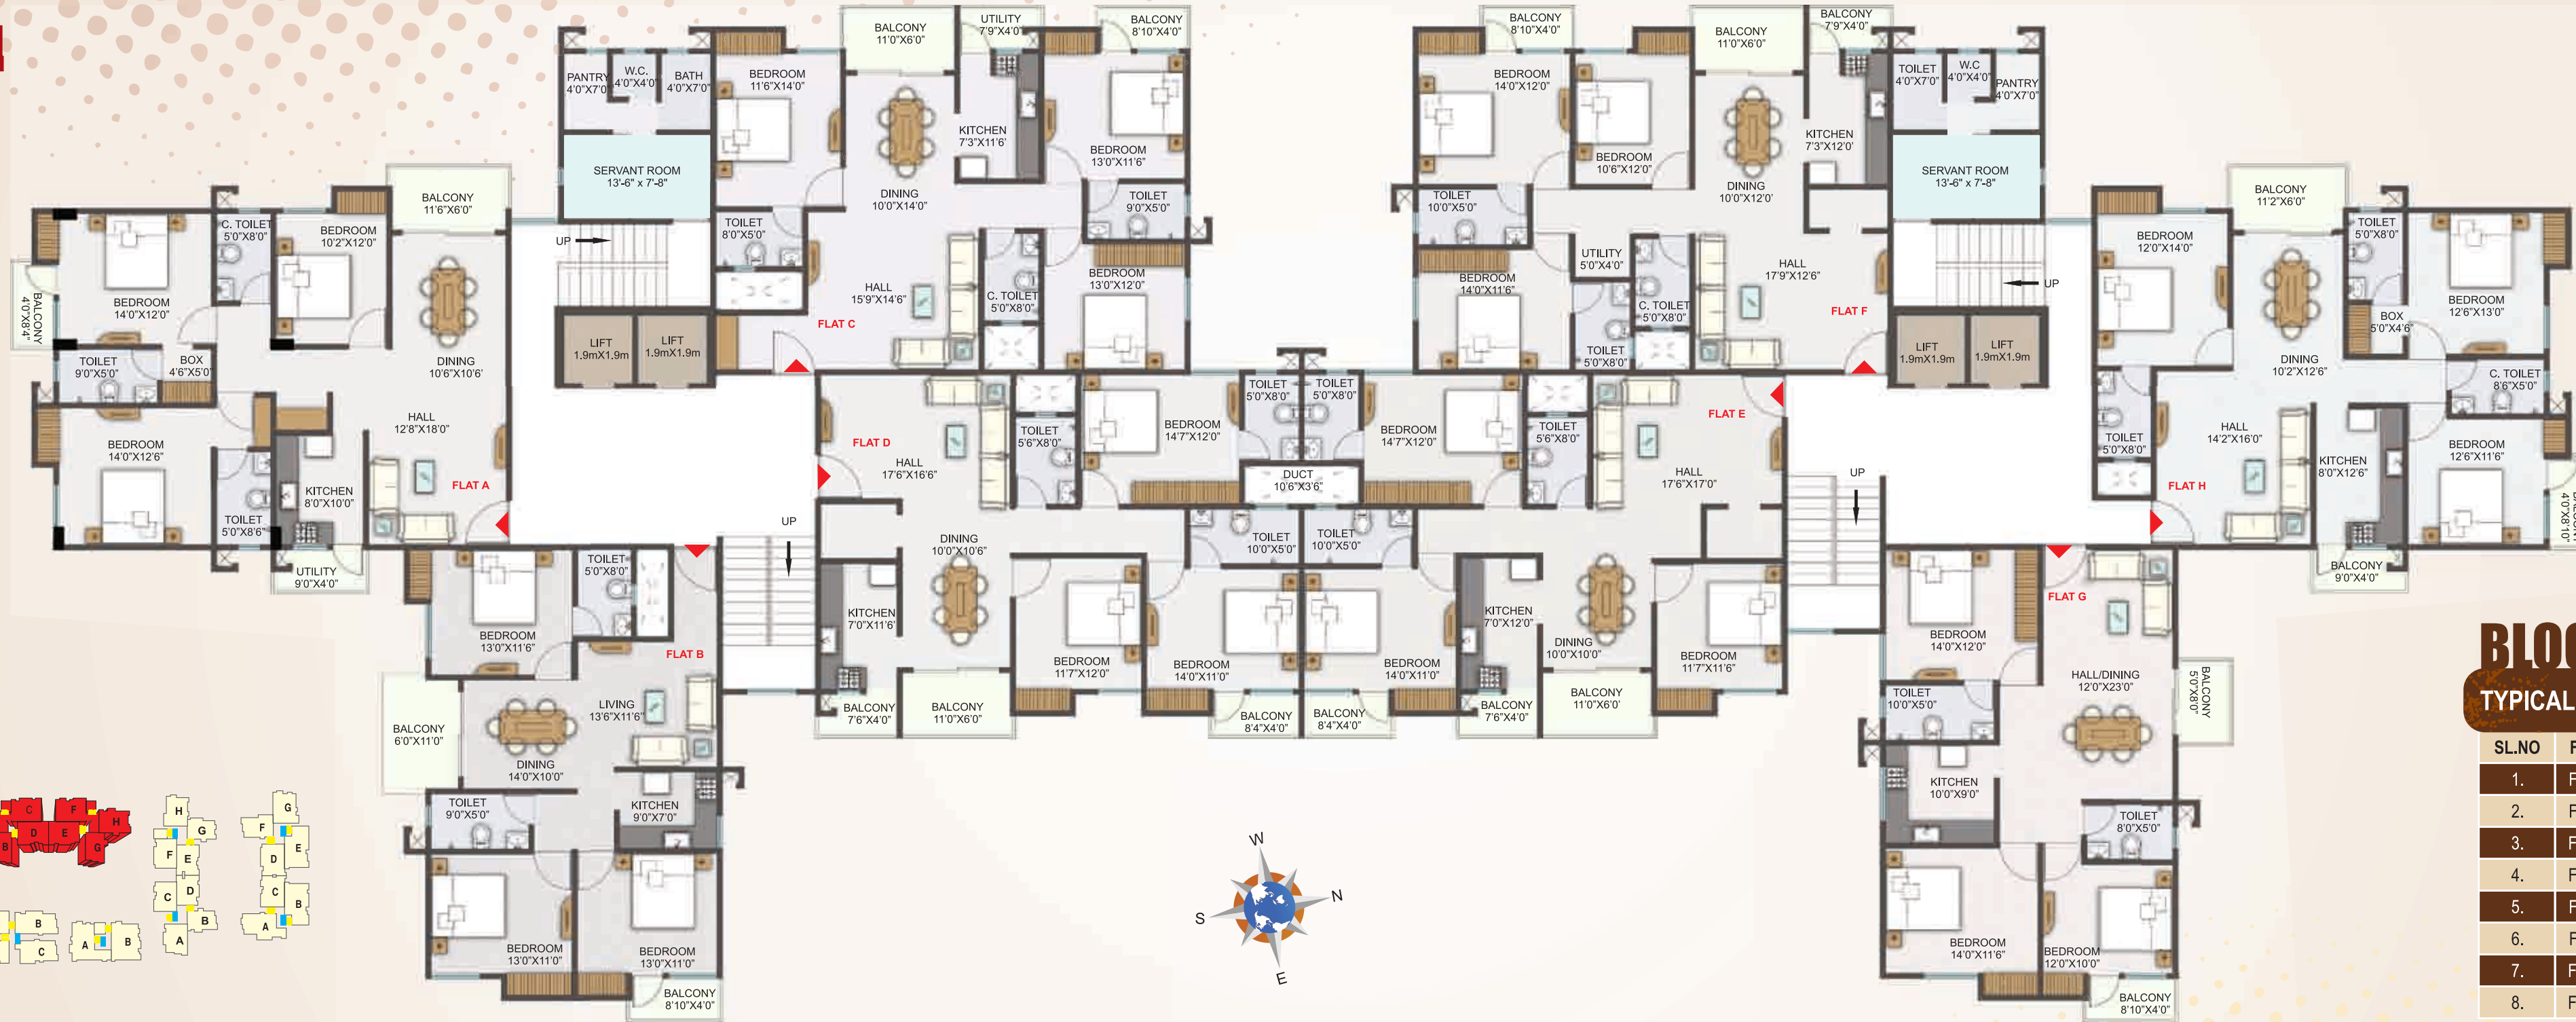 BALCONY
11'0"X6'0"
UTILITY
7'9"X4'0"
BALCONY
8'10"X4'0"
PANTRY
4'0"X7'0"
W.C.
4'0"X4'0"
BATH
4'0"X7'0"
BEDROOM
11'6"X14'0"
KITCHEN
7'3"X11'6'
BEDROOM
13'0"X11'6"
SERVANT ROOM
13'-6" x 7'-8"
DINING
10'0"X14'0"
TOILET
9'0"X5'0"
TOILET
8'0"X5'0"
UP
HALL
15'9"X14'6"
C. TOILET
5'0"X8'0"
BEDROOM
13'0"X12'0"
FLAT C
LIFT
1.9mX1.9m
LIFT
1.9mX1.9m
BALCONY
11'6"X6'0"
C. TOILET
5'0"X8'0"
BEDROOM
10'2"X12'0"
BEDROOM
14'0"X12'0"
BALCONY
4'0"X8'4"
TOILET
9'0"X5'0"
BOX
4'6"X5'0"
DINING
10'6"X10'6'
HALL
12'8"X18'0"
BEDROOM
14'0"X12'6"
FLAT A
KITCHEN
8'0"X10'0"
TOILET
5'0"X8'6"
UTILITY
9'0"X4'0"
BALCONY
8'10"X4'0"
BALCONY
11'0"X6'0"
BALCONY
7'9"X4'0"
BEDROOM
14'0"X12'0"
BEDROOM
10'6"X12'0"
TOILET
4'0"X7'0"
W.C
4'0"X4'0"
PANTRY
4'0"X7'0"
KITCHEN
7'3"X12'0'
DINING
10'0"X12'0"
SERVANT ROOM
13'-6" x 7'-8"
TOILET
10'0"X5'0"
UTILITY
5'0"X4'0"
HALL
17'9"X12'6"
BEDROOM
14'0"X11'6"
C. TOILET
5'0"X8'0"
TOILET
5'0"X8'0"
FLAT F
UP
LIFT
1.9mX1.9m
LIFT
1.9mX1.9m
BALCONY
11'2"X6'0"
BEDROOM
12'0"X14'0"
TOILET
5'0"X8'0"
BEDROOM
12'6"X13'0"
BOX
5'0"X4'6"
DINING
10'2"X12'6"
C. TOILET
8'6"X5'0"
HALL
14'2"X16'0"
TOILET
5'0"X8'0"
KITCHEN
8'0"X12'6"
BEDROOM
12'6"X11'6"
FLAT H
4'0"X8'10"
BALCONY
9'0"X4'0"
FLAT D
HALL
17'6"X16'6"
TOILET
5'6"X8'0"
BEDROOM
14'7"X12'0"
TOILET
5'0"X8'0"
TOILET
5'0"X8'0"
DUCT
10'6"X3'6"
BEDROOM
14'7"X12'0"
TOILET
5'6"X8'0"
FLAT E
HALL
17'6"X17'0"
UP
UP
DINING
10'0"X10'6"
TOILET
10'0"X5'0"
TOILET
10'0"X5'0"
KITCHEN
7'0"X11'6'
BEDROOM
11'7"X12'0"
BEDROOM
14'0"X11'0"
BEDROOM
14'0"X11'0"
KITCHEN
7'0"X12'0"
DINING
10'0"X10'0"
BEDROOM
11'7"X11'6"
BALCONY
7'6"X4'0"
BALCONY
11'0"X6'0"
BALCONY
8'4"X4'0"
BALCONY
8'4"X4'0"
BALCONY
7'6"X4'0"
BALCONY
11'0"X6'0'
BEDROOM
13'0"X11'6"
TOILET
5'0"X8'0"
FLAT B
BALCONY
6'0"X11'0"
LIVING
13'6"X11'6"
DINING
14'0"X10'0"
TOILET
9'0"X5'0"
KITCHEN
9'0"X7'0"
BEDROOM
13'0"X11'0"
BEDROOM
13'0"X11'0"
BALCONY
8'10"X4'0"
BEDROOM
14'0"X12'0"
FLAT G
HALL/DINING
12'0"X23'0"
BALCONY
5'0"X8'0"
TOILET
10'0"X5'0"
KITCHEN
10'0"X9'0"
TOILET
8'0"X5'0"
BEDROOM
14'0"X11'6"
BEDROOM
12'0"X10'0"
BALCONY
8'10"X4'0"
W
N
S
E
C
F
H
D
E
B
G
H
G
F
E
C
D
B
A
G
F
E
D
C
B
A
B
C
A
B
TYPICAL
SL.NO
1.
2.
3.
4.
5.
6.
7.
8.